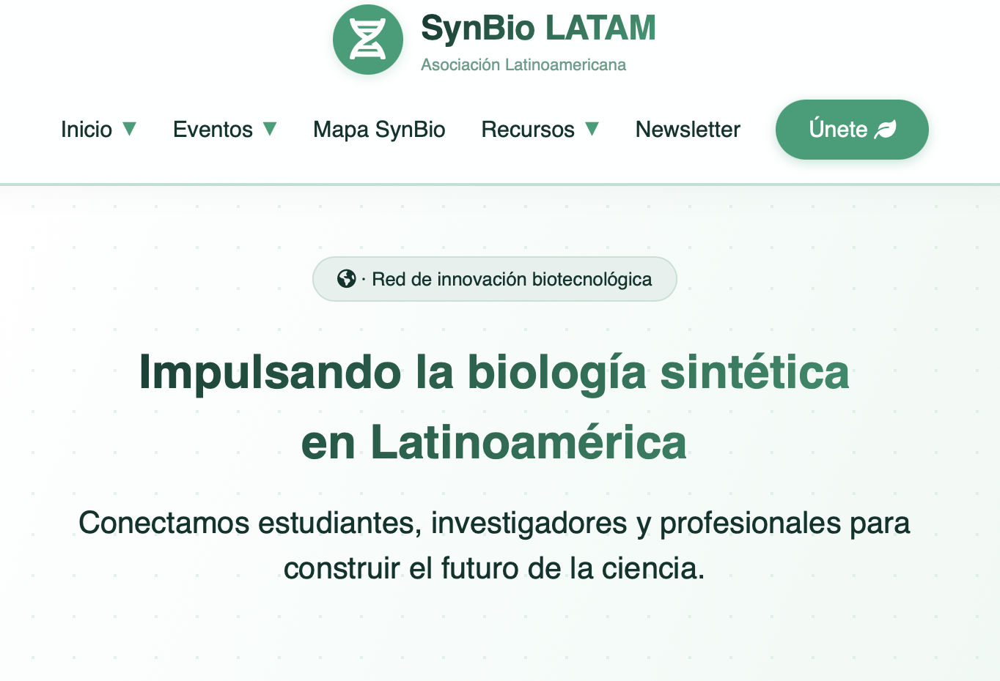 SynBio LATAM
Asociación Latinoamericana
Inicio ▼ Eventos ▼ Mapa SynBio Recursos ▼ Newsletter Únete
· Red de innovación biotecnológica
Impulsando la biología sintética
en Latinoamérica
Conectamos estudiantes, investigadores y profesionales para
construir el futuro de la ciencia.